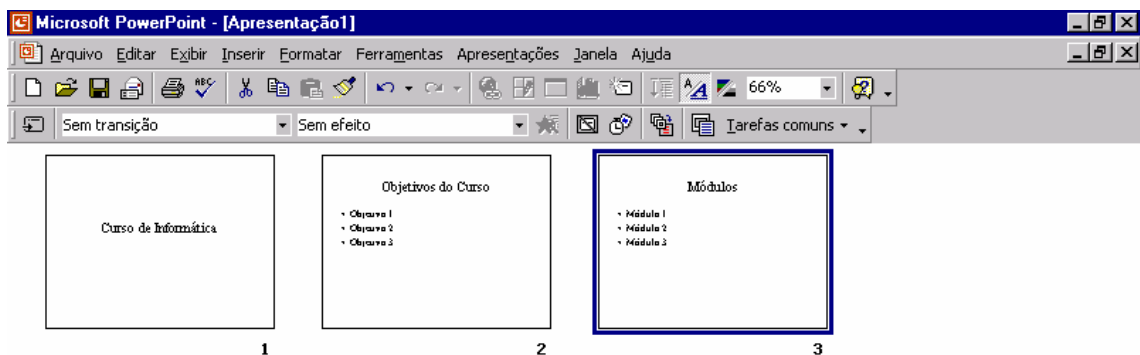 Microsoft PowerPoint - [Apresentação1]
Arquivo Editar Exibir Inserir Formatar Ferramentas Apresentações Janela Ajuda
ABC 66%
Sem transição Sem efeito Tarefas comuns
Curso de Informática
1
Objetivos do Curso
• Objetivo 1
• Objetivo 2
• Objetivo 3
2
Módulos
• Módulo 1
• Módulo 2
• Módulo 3
3